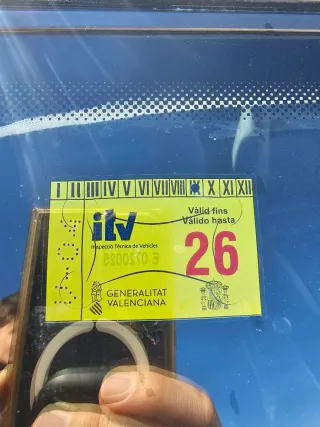 I II III IV V VI VII VIII X XI XII
itv
Inspecció Tècnica de Vehicles
Vàlid fins
Válido hasta
26
GENERALITAT
VALENCIANA